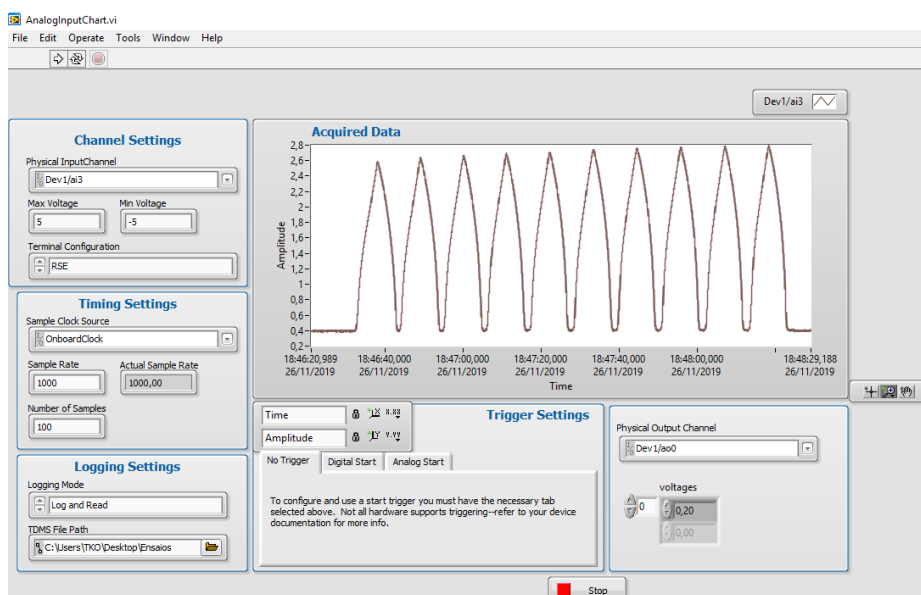 AnalogInputChart.vi
File Edit Operate Tools Window Help
Dev1/ai3
Channel Settings
Physical InputChannel
Dev1/ai3
Max Voltage Min Voltage
5 -5
Terminal Configuration
RSE
Timing Settings
Sample Clock Source
OnboardClock
Sample Rate Actual Sample Rate
1000 1000,00
Number of Samples
100
Logging Settings
Logging Mode
Log and Read
TDMS File Path
C:\Users\TKO\Desktop\Ensaios
Acquired Data
Amplitude
2,8
2,6
2,4
2,2
2
1,8
1,6
1,4
1,2
1
0,8
0,6
0,4
0,2
18:46:20,989 18:46:40,000 18:47:00,000 18:47:20,000 18:47:40,000 18:48:00,000 18:48:29,188
26/11/2019 26/11/2019 26/11/2019 26/11/2019 26/11/2019 26/11/2019 26/11/2019
Time
Time
Amplitude
Trigger Settings
No Trigger Digital Start Analog Start
To configure and use a start trigger you must have the necessary tab
selected above. Not all hardware supports triggering--refer to your device
documentation for more info.
Physical Output Channel
Dev1/ao0
voltages
0 0,20
0,00
Stop